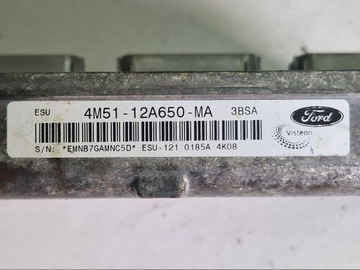 ESU 4M51-12A650-MA 3BSA
Ford
Visteon
S/N: *EMNB7GAMNC5D* ESU-121 0185A 4K08